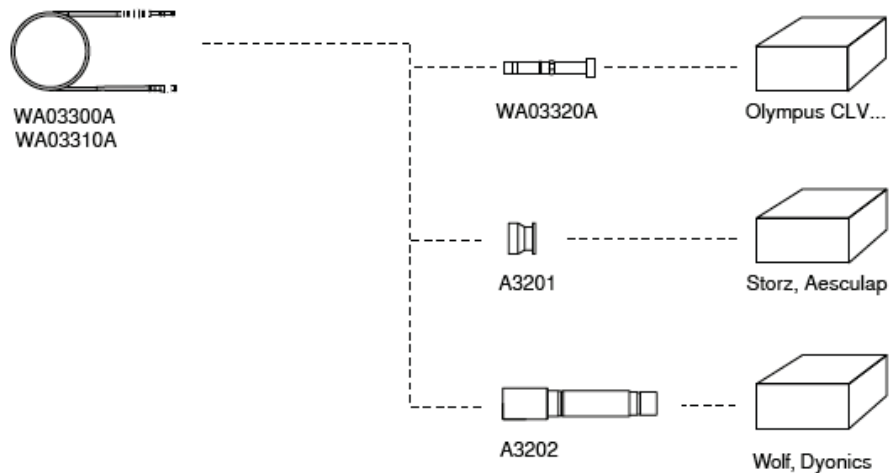 WA03300A
WA03310A
WA03320A
Olympus CLV...
A3201
Storz, Aesculap
A3202
Wolf, Dyonics